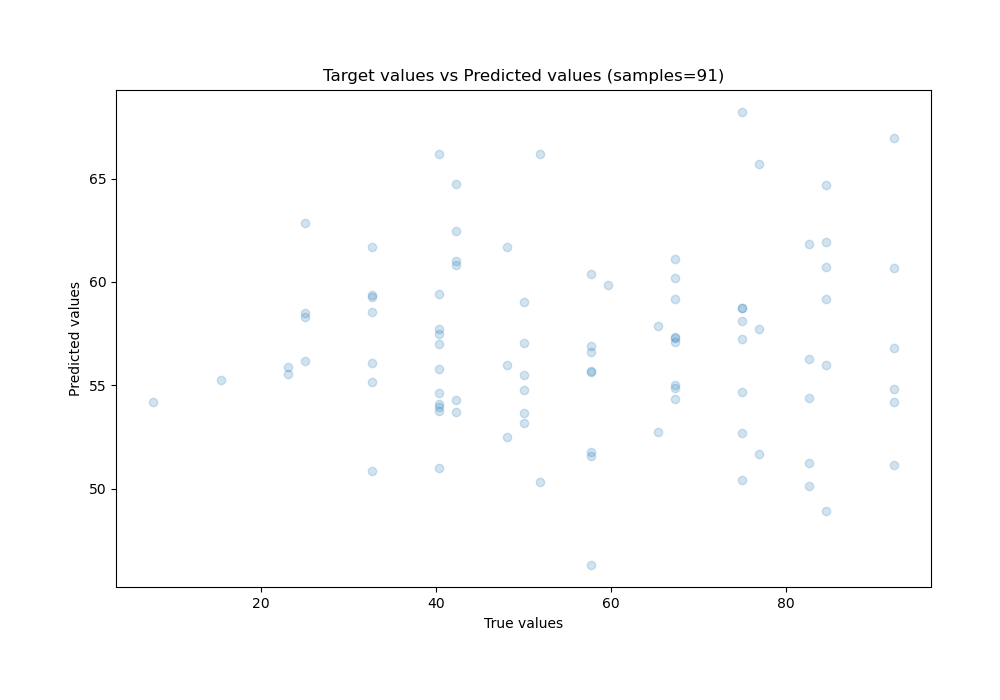 Target values vs Predicted values (samples=91)
65
60
55
50
Predicted values
20 40 60 80
True values